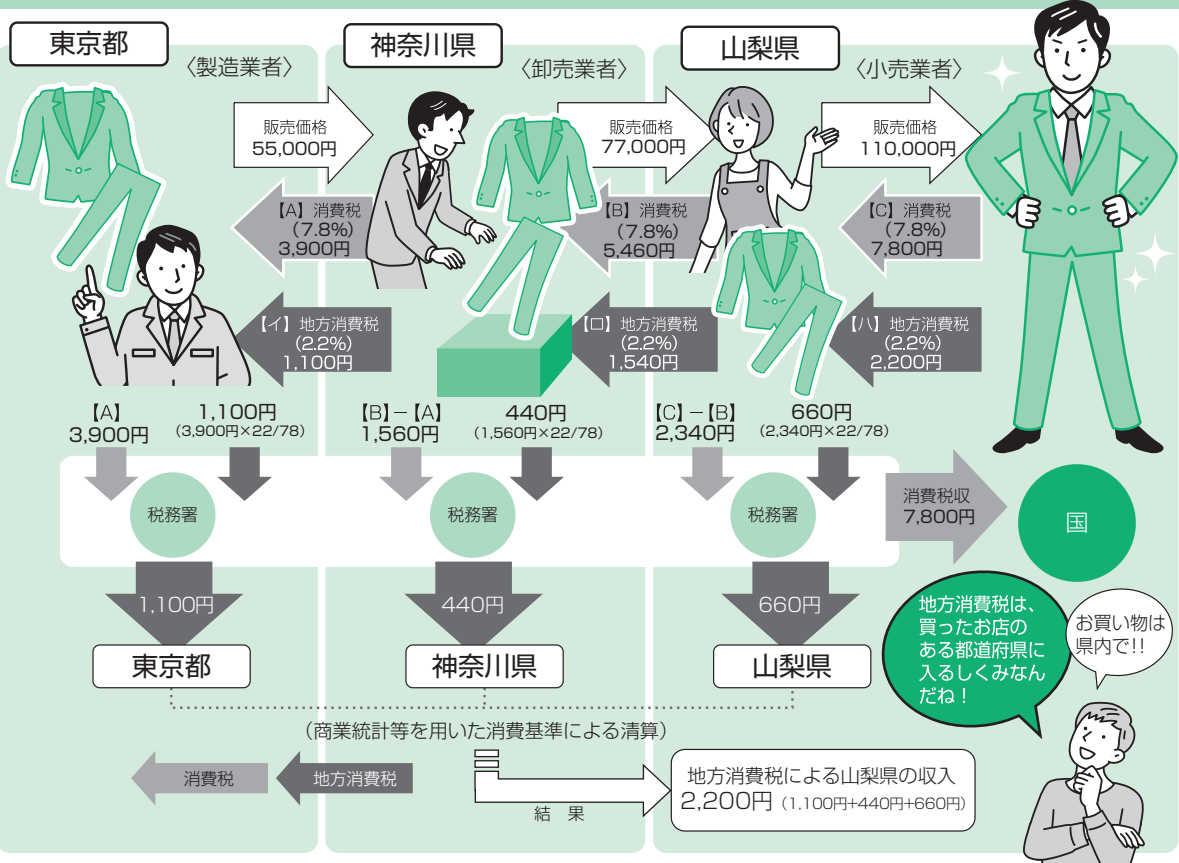 東京都
〈製造業者〉
神奈川県
〈卸売業者〉
山梨県
〈小売業者〉
販売価格
55,000円
販売価格
77,000円
販売価格
110,000円
【A】消費税
(7.8%)
3,900円
【B】消費税
(7.8%)
5,460円
【C】消費税
(7.8%)
7,800円
【イ】地方消費税
(2.2%)
1,100円
【ロ】地方消費税
(2.2%)
1,540円
【ハ】地方消費税
(2.2%)
2,200円
【A】
3,900円
1,100円
(3,900円×22/78)
【B】−【A】
1,560円
440円
(1,560円×22/78)
【C】−【B】
2,340円
660円
(2,340円×22/78)
税務署
税務署
税務署
消費税収
7,800円
国
1,100円
440円
660円
東京都
神奈川県
山梨県
地方消費税は、
買ったお店の
ある都道府県に
入るしくみなん
だね！
お買い物は
県内で!!
(商業統計等を用いた消費基準による清算)
消費税
地方消費税
結 果
地方消費税による山梨県の収入
2,200円 (1,100円+440円+660円)